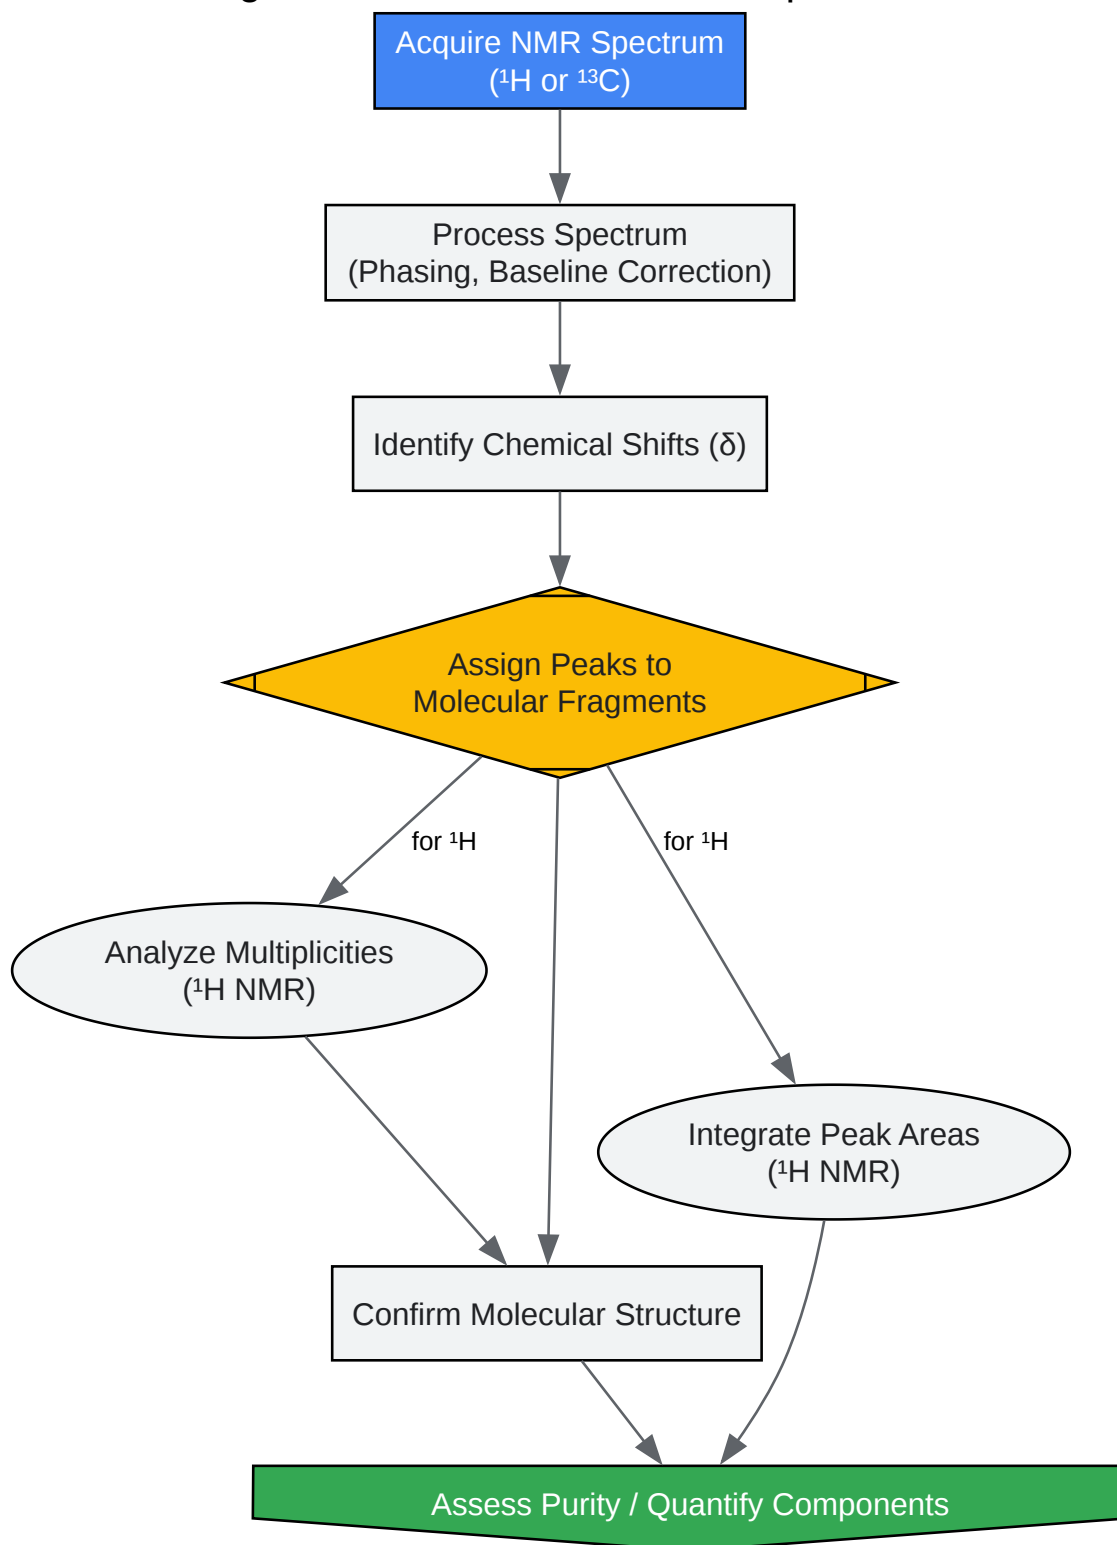 Acquire NMR Spectrum
(¹H or ¹³C)
Process Spectrum
(Phasing, Baseline Correction)
Identify Chemical Shifts (δ)
Assign Peaks to
Molecular Fragments
for ¹H
for ¹H
Analyze Multiplicities
(¹H NMR)
Integrate Peak Areas
(¹H NMR)
Confirm Molecular Structure
Assess Purity / Quantify Components